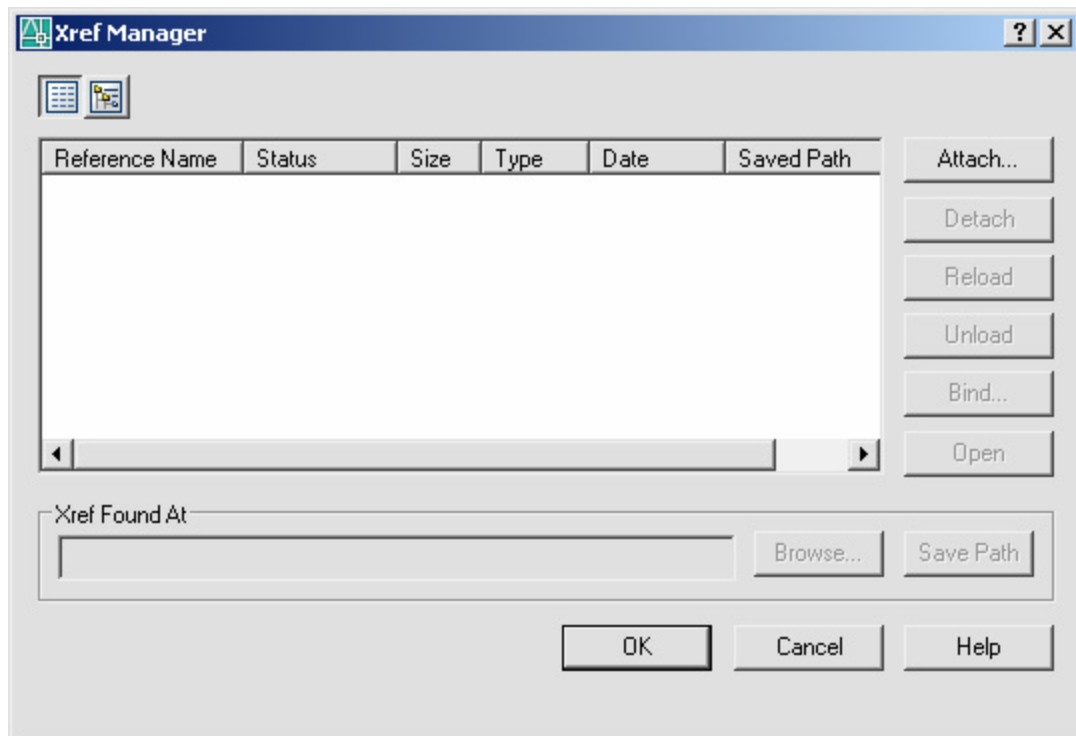 Xref Manager
Reference Name Status Size Type Date Saved Path
Attach...
Detach
Reload
Unload
Bind...
Open
Xref Found At
Browse... Save Path
OK Cancel Help